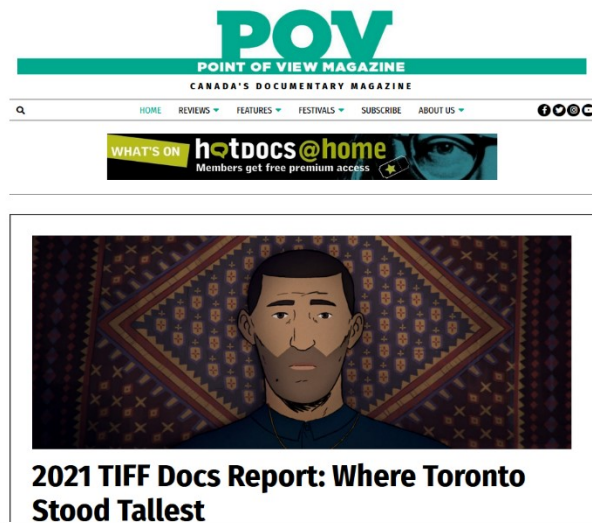 POV
POINT OF VIEW MAGAZINE
CANADA'S DOCUMENTARY MAGAZINE
HOME REVIEWS FEATURES FESTIVALS SUBSCRIBE ABOUT US
WHAT'S ON hotDOCS@home
Members get free premium access
2021 TIFF Docs Report: Where Toronto
Stood Tallest